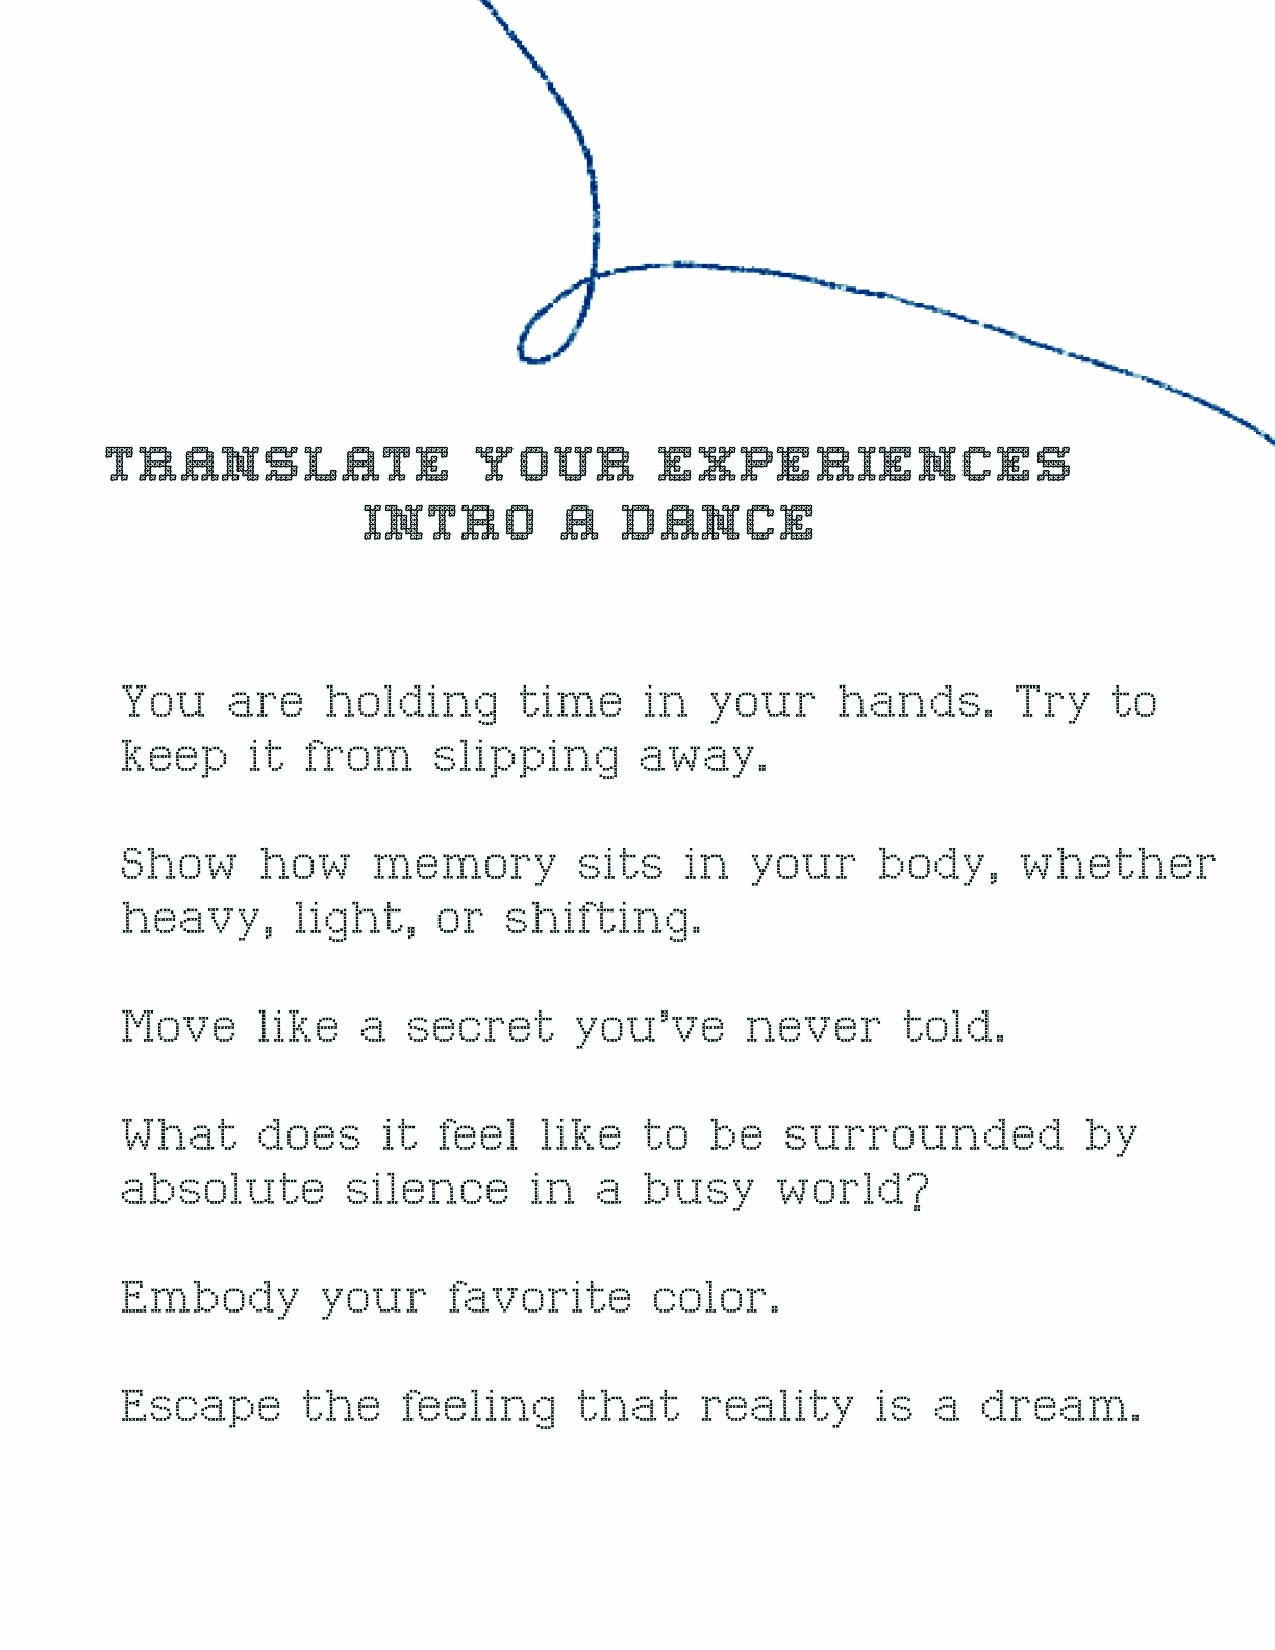 TRANSLATE YOUR EXPERIENCES
INTRO A DANCE
You are holding time in your hands. Try to
keep it from slipping away.
Show how memory sits in your body, whether
heavy, light, or shifting.
Move like a secret you've never told.
What does it feel like to be surrounded by
absolute silence in a busy world?
Embody your favorite color.
Escape the feeling that reality is a dream.